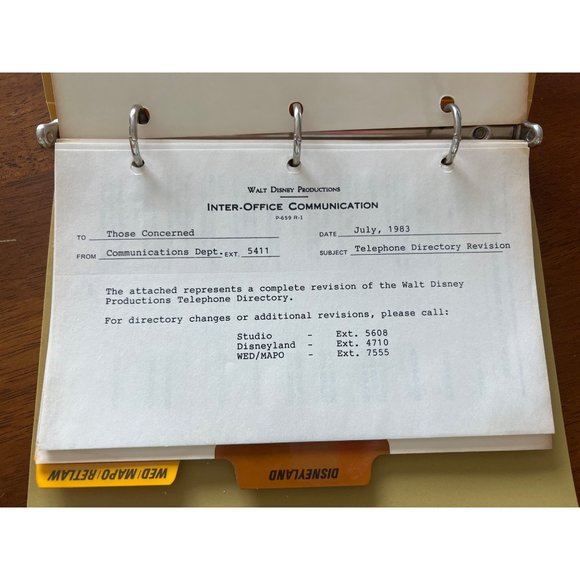 WALT DISNEY PRODUCTIONS
INTER-OFFICE COMMUNICATION
P-659 R-1
TO Those Concerned DATE July, 1983
FROM Communications Dept. EXT. 5411 SUBJECT Telephone Directory Revision
The attached represents a complete revision of the Walt Disney
Productions Telephone Directory.
For directory changes or additional revisions, please call:
Studio - Ext. 5608
Disneyland - Ext. 4710
WED/MAPO - Ext. 7555
WED/MAPO/RETLAW
DISNEYLAND